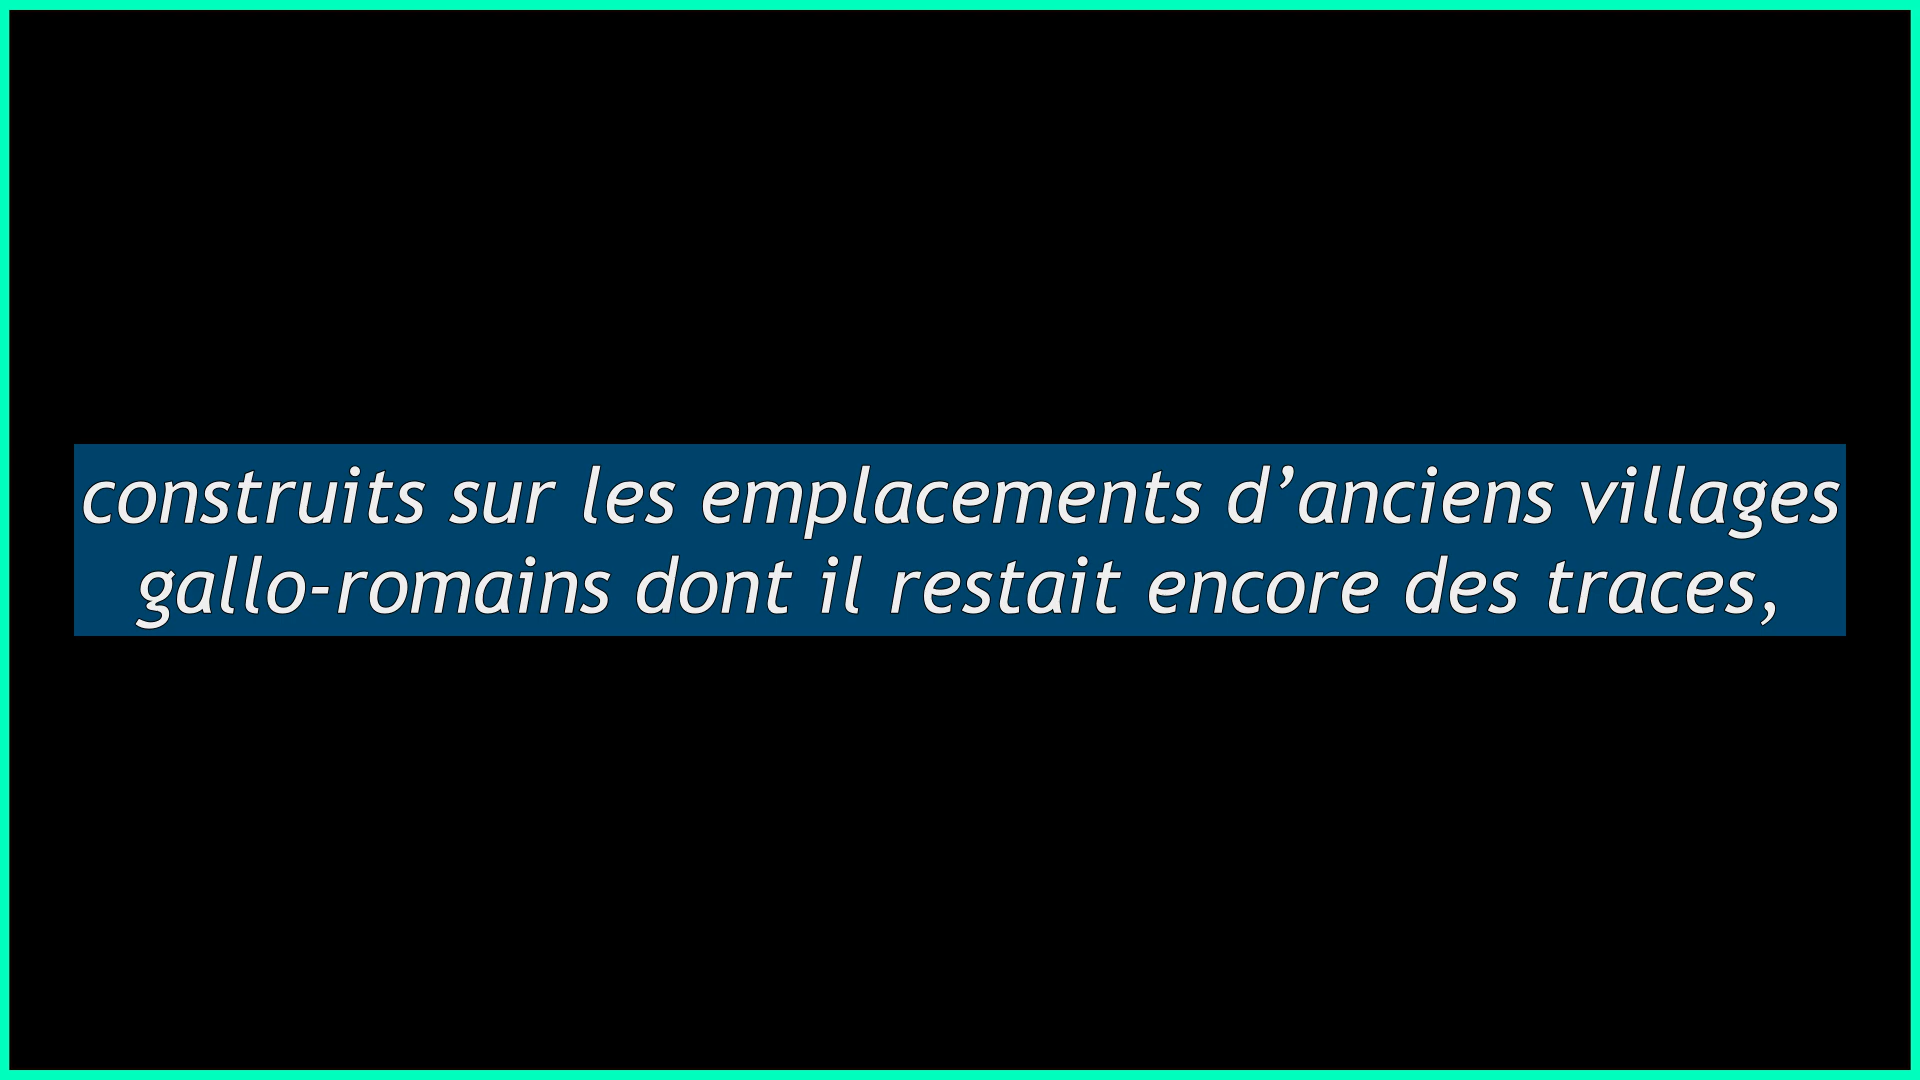 construits sur les emplacements d’anciens villages
gallo-romains dont il restait encore des traces,